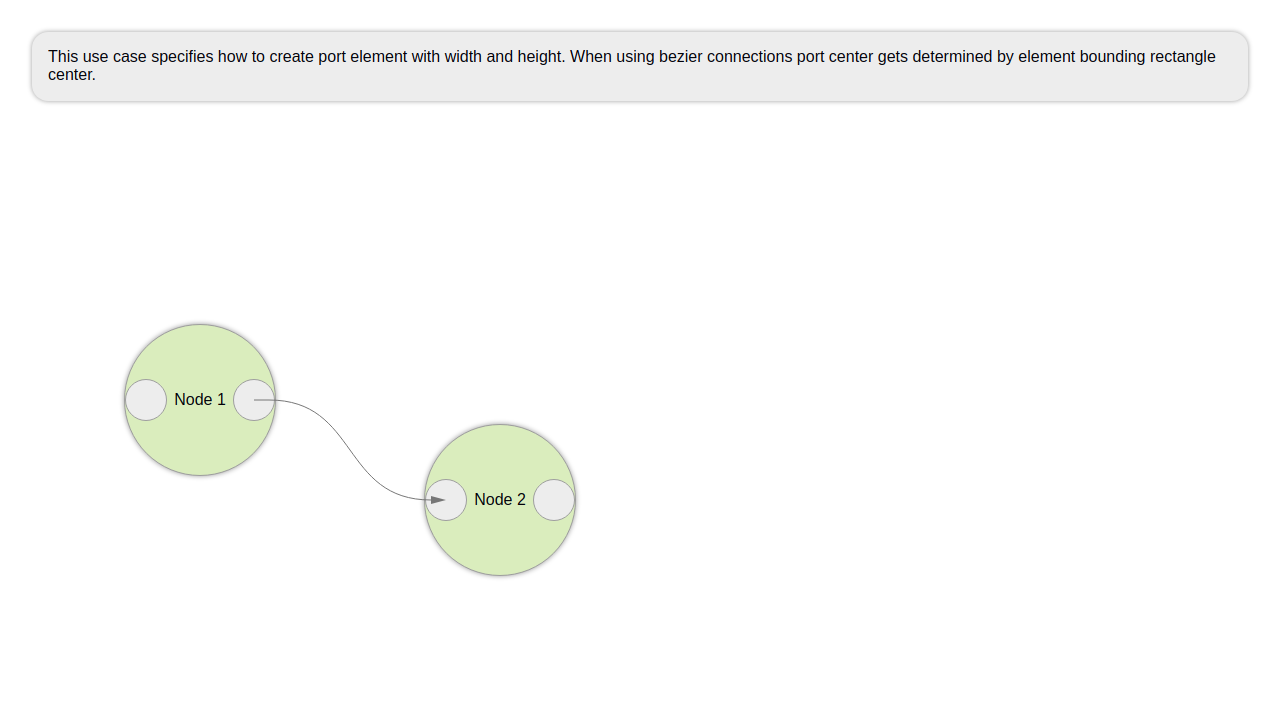 This use case specifies how to create port element with width and height. When using bezier connections port center gets determined by element bounding rectangle
center.
Node 1
Node 2